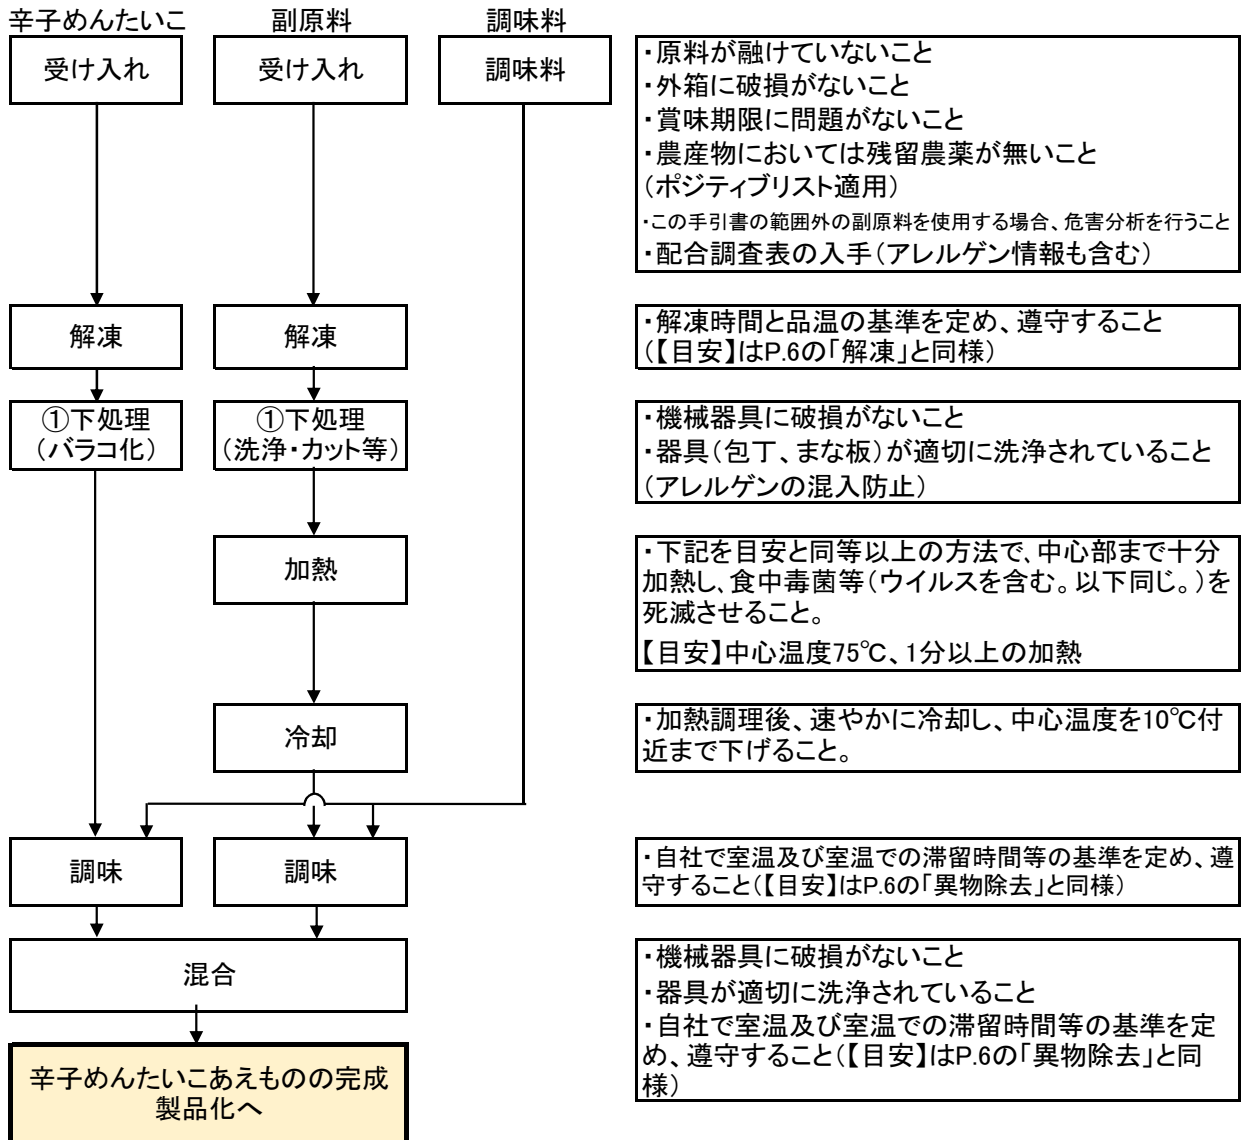 辛子めんたいこ
副原料
調味料
受け入れ
受け入れ
調味料
・原料が融けていないこと
・外箱に破損がないこと
・賞味期限に問題がないこと
・農産物においては残留農薬が無いこと
（ポジティブリスト適用）
・この手引書の範囲外の副原料を使用する場合、危害分析を行うこと
・配合調査表の入手（アレルゲン情報も含む）
解凍
解凍
・解凍時間と品温の基準を定め、遵守すること
（【目安】はP.6の「解凍」と同様）
①下処理
（バラコ化）
①下処理
（洗浄・カット等）
・機械器具に破損がないこと
・器具（包丁、まな板）が適切に洗浄されていること
（アレルゲンの混入防止）
加熱
・下記を目安と同等以上の方法で、中心部まで十分
加熱し、食中毒菌等（ウイルスを含む。以下同じ。）を
死滅させること。
【目安】中心温度75℃、1分以上の加熱
冷却
・加熱調理後、速やかに冷却し、中心温度を10℃付
近まで下げること。
調味
調味
・自社で室温及び室温での滞留時間等の基準を定め、遵
守すること（【目安】はP.6の「異物除去」と同様）
混合
・機械器具に破損がないこと
・器具が適切に洗浄されていること
・自社で室温及び室温での滞留時間等の基準を定
め、遵守すること（【目安】はP.6の「異物除去」と同
様）
辛子めんたいこあえものの完成
製品化へ